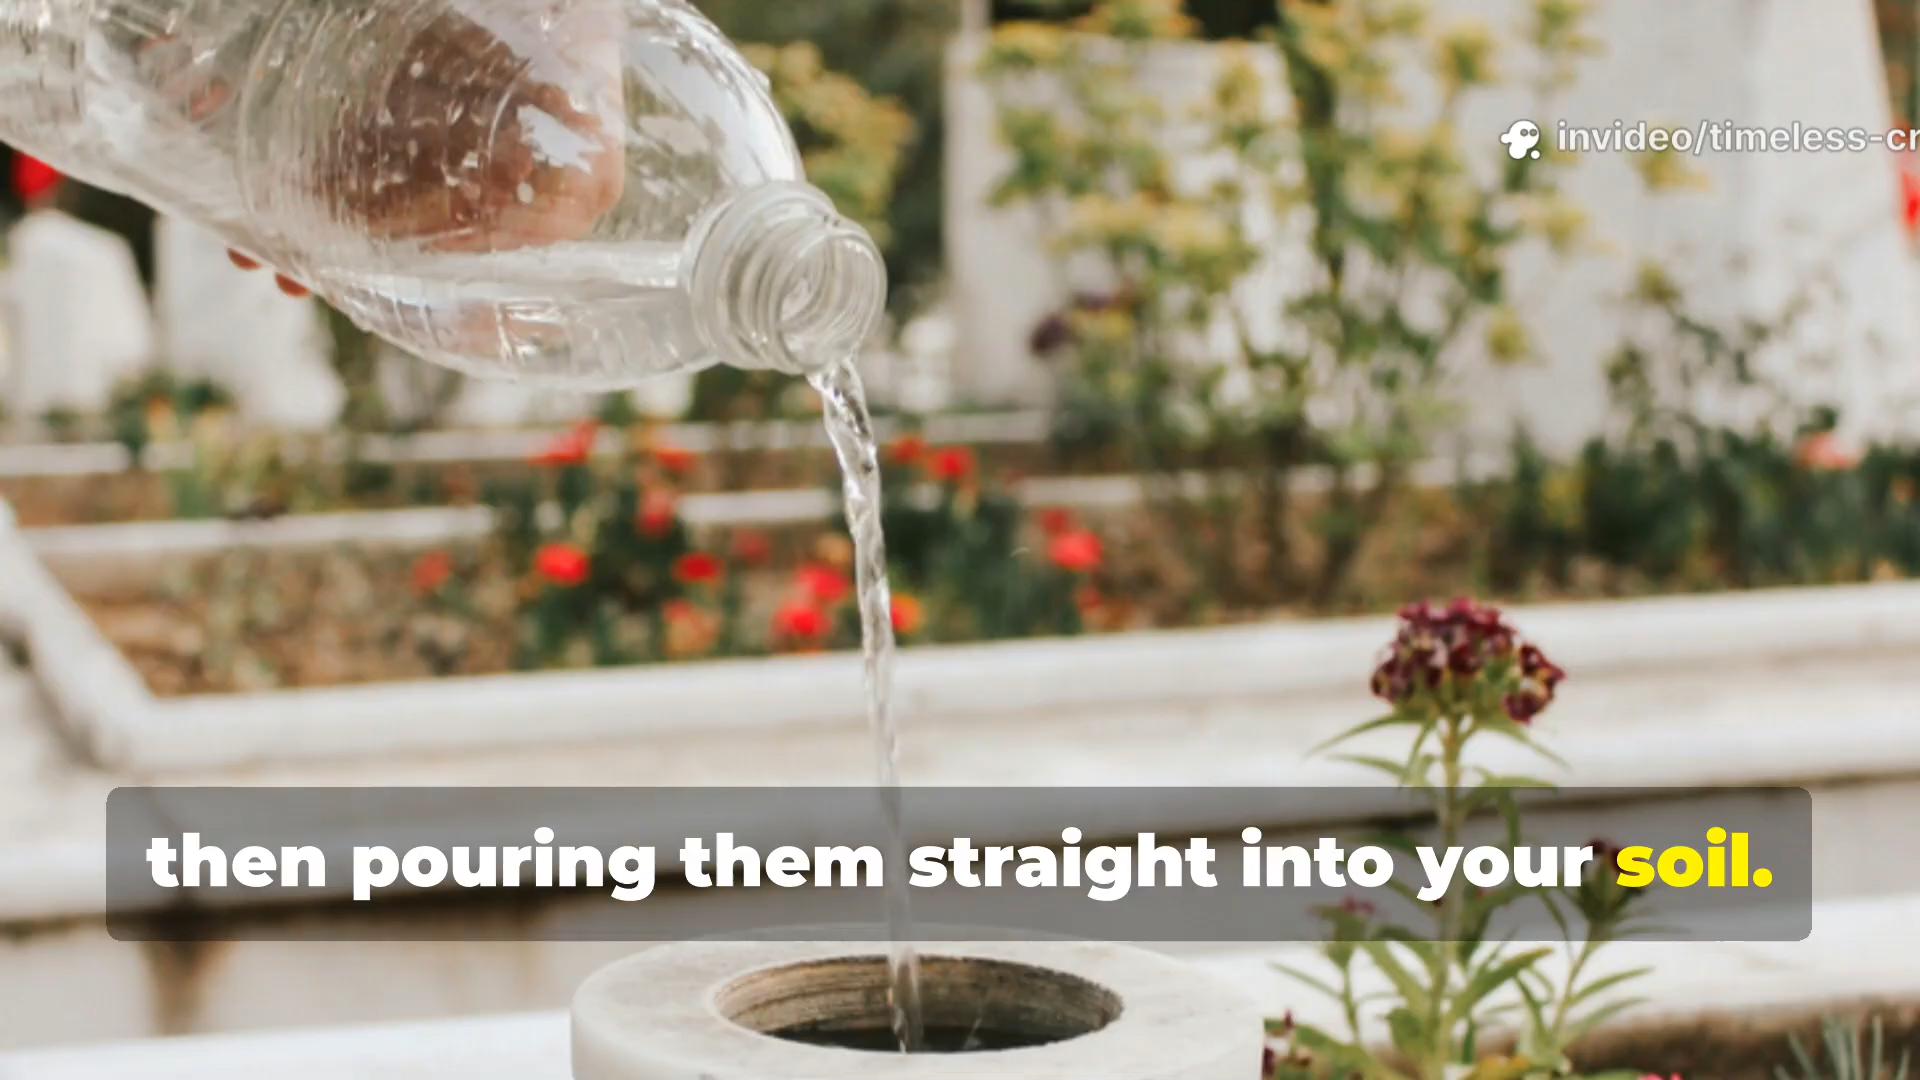 invideo/timeless-cr
then pouring them straight into your soil.